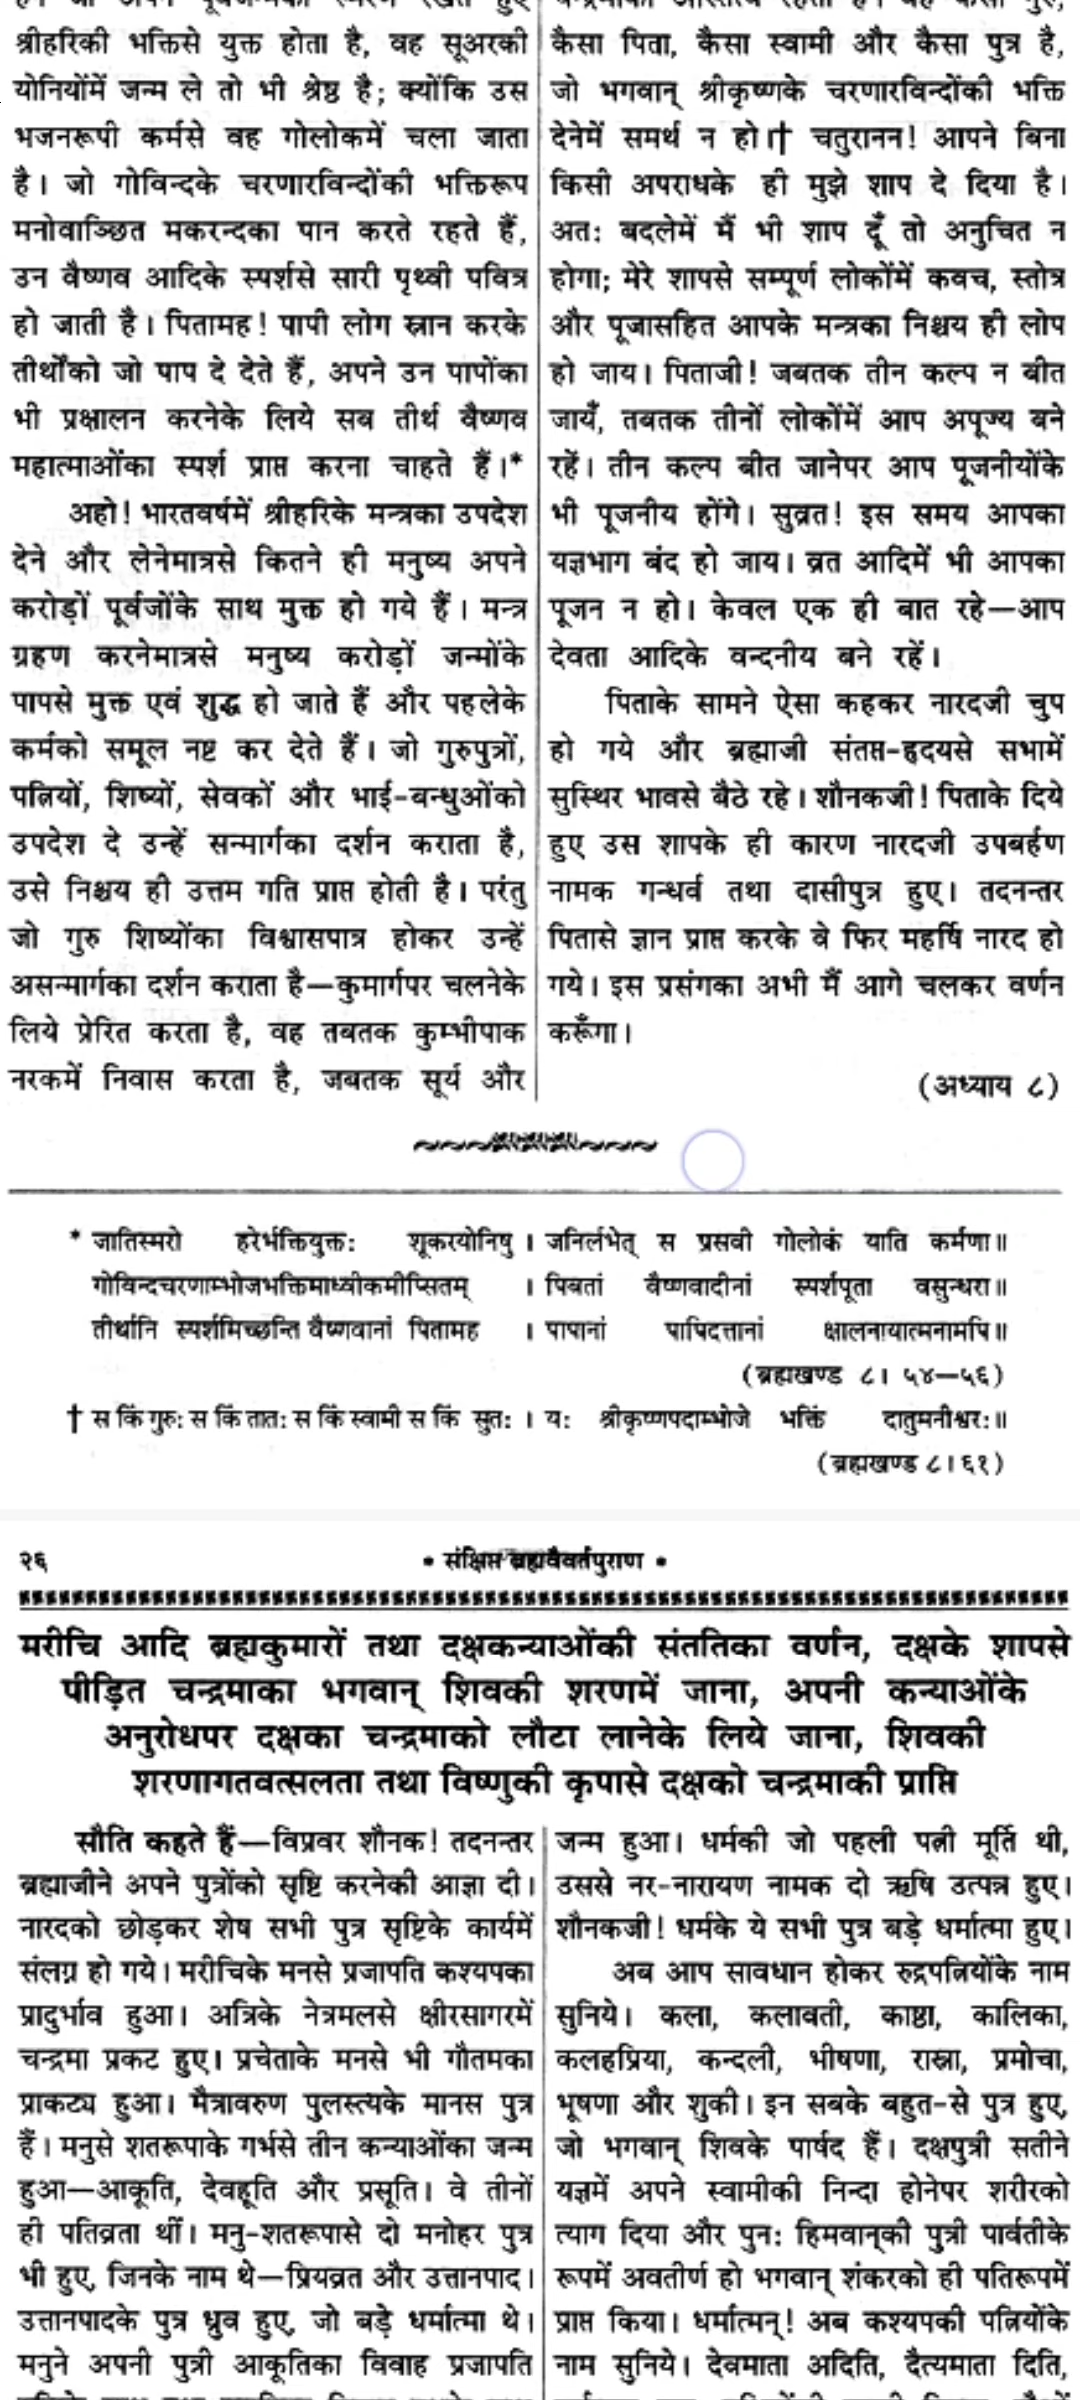 श्रीहरिकी भक्तिसे युक्त होता है, वह सूअरकी
योनियोंमें जन्म ले तो भी श्रेष्ठ है; क्योंकि उस
भजनरूपी कर्मसे वह गोलोकमें चला जाता
है। जो गोविन्दके चरणारविन्दोंकी भक्तिरूप
मनोवाञ्छित मकरन्दका पान करते रहते हैं,
उन वैष्णव आदिके स्पर्शसे सारी पृथ्वी पवित्र
हो जाती है। पितामह! पापी लोग स्नान करके
तीर्थोंको जो पाप दे देते हैं, अपने उन पापोंका
भी प्रक्षालन करनेके लिये सब तीर्थ वैष्णव
महात्माओंका स्पर्श प्राप्त करना चाहते हैं।*
अहो! भारतवर्षमें श्रीहरिके मन्त्रका उपदेश
देने और लेनेमात्रसे कितने ही मनुष्य अपने
करोड़ों पूर्वजोंके साथ मुक्त हो गये हैं। मन्त्र
ग्रहण करनेमात्रसे मनुष्य करोड़ों जन्मोंके
पापसे मुक्त एवं शुद्ध हो जाते हैं और पहलेके
कर्मको समूल नष्ट कर देते हैं। जो गुरुपुत्रों,
पत्नियों, शिष्यों, सेवकों और भाई-बन्धुओंको
उपदेश दे उन्हें सन्मार्गका दर्शन कराता है,
उसे निश्चय ही उत्तम गति प्राप्त होती है। परंतु
जो गुरु शिष्योंका विश्वासपात्र होकर उन्हें
असन्मार्गका दर्शन कराता है—कुमार्गपर चलनेके
लिये प्रेरित करता है, वह तबतक कुम्भीपाक
नरकमें निवास करता है, जबतक सूर्य और
कैसा पिता, कैसा स्वामी और कैसा पुत्र है,
जो भगवान् श्रीकृष्णके चरणारविन्दोंकी भक्ति
देनेमें समर्थ न हो।† चतुरानन! आपने बिना
किसी अपराधके ही मुझे शाप दे दिया है।
अत: बदलेमें मैं भी शाप दूँ तो अनुचित न
होगा; मेरे शापसे सम्पूर्ण लोकोंमें कवच, स्तोत्र
और पूजासहित आपके मन्त्रका निश्चय ही लोप
हो जाय। पिताजी! जबतक तीन कल्प न बीत
जायँ, तबतक तीनों लोकोंमें आप अपूज्य बने
रहें। तीन कल्प बीत जानेपर आप पूजनीयोंके
भी पूजनीय होंगे। सुव्रत! इस समय आपका
यज्ञभाग बंद हो जाय। व्रत आदिमें भी आपका
पूजन न हो। केवल एक ही बात रहे—आप
देवता आदिके वन्दनीय बने रहें।
पिताके सामने ऐसा कहकर नारदजी चुप
हो गये और ब्रह्माजी संतप्त-हृदयसे सभामें
सुस्थिर भावसे बैठे रहे। शौनकजी! पिताके दिये
हुए उस शापके ही कारण नारदजी उपबर्हण
नामक गन्धर्व तथा दासीपुत्र हुए। तदनन्तर
पितासे ज्ञान प्राप्त करके वे फिर महर्षि नारद हो
गये। इस प्रसंगका अभी मैं आगे चलकर वर्णन
करूँगा।
(अध्याय ८)
* जातिस्मरो हरेर्भक्तियुक्त: शूकरयोनिषु । जनिर्लभेत् स प्रसवी गोलोकं याति कर्मणा॥
गोविन्दचरणाम्भोजभक्तिमाध्वीकमीप्सितम् । पिबतां वैष्णवादीनां स्पर्शपूता वसुन्धरा॥
तीर्थानि स्पर्शमिच्छन्ति वैष्णवानां पितामह । पापानां पापिदत्तानां क्षालनायात्मनामपि॥
(ब्रह्मखण्ड ८। ५४—५६)
† स किं गुरु: स किं तात: स किं स्वामी स किं सुत: । य: श्रीकृष्णपदाम्भोजे भक्तिं दातुमनीश्वर:॥
(ब्रह्मखण्ड ८।६१)
२६
• संक्षिप्त ब्रह्मवैवर्तपुराण •
मरीचि आदि ब्रह्मकुमारों तथा दक्षकन्याओंकी संततिका वर्णन, दक्षके शापसे
पीड़ित चन्द्रमाका भगवान् शिवकी शरणमें जाना, अपनी कन्याओंके
अनुरोधपर दक्षका चन्द्रमाको लौटा लानेके लिये जाना, शिवकी
शरणागतवत्सलता तथा विष्णुकी कृपासे दक्षको चन्द्रमाकी प्राप्ति
सौति कहते हैं—विप्रवर शौनक! तदनन्तर
ब्रह्माजीने अपने पुत्रोंको सृष्टि करनेकी आज्ञा दी।
नारदको छोड़कर शेष सभी पुत्र सृष्टिके कार्यमें
संलग्न हो गये। मरीचिके मनसे प्रजापति कश्यपका
प्रादुर्भाव हुआ। अत्रिके नेत्रमलसे क्षीरसागरमें
चन्द्रमा प्रकट हुए। प्रचेताके मनसे भी गौतमका
प्राकट्य हुआ। मैत्रावरुण पुलस्त्यके मानस पुत्र
हैं। मनुसे शतरूपाके गर्भसे तीन कन्याओंका जन्म
हुआ—आकूति, देवहूति और प्रसूति। वे तीनों
ही पतिव्रता थीं। मनु-शतरूपासे दो मनोहर पुत्र
भी हुए, जिनके नाम थे—प्रियव्रत और उत्तानपाद।
उत्तानपादके पुत्र ध्रुव हुए, जो बड़े धर्मात्मा थे।
मनुने अपनी पुत्री आकूतिका विवाह प्रजापति
जन्म हुआ। धर्मकी जो पहली पत्नी मूर्ति थी,
उससे नर-नारायण नामक दो ऋषि उत्पन्न हुए।
शौनकजी! धर्मके ये सभी पुत्र बड़े धर्मात्मा हुए।
अब आप सावधान होकर रुद्रपत्नियोंके नाम
सुनिये। कला, कलावती, काष्ठा, कालिका,
कलहप्रिया, कन्दली, भीषणा, रास्ना, प्रमोचा,
भूषणा और शुकी। इन सबके बहुत-से पुत्र हुए,
जो भगवान् शिवके पार्षद हैं। दक्षपुत्री सतीने
यज्ञमें अपने स्वामीकी निन्दा होनेपर शरीरको
त्याग दिया और पुन: हिमवान्‌की पुत्री पार्वतीके
रूपमें अवतीर्ण हो भगवान् शंकरको ही पतिरूपमें
प्राप्त किया। धर्मात्मन्! अब कश्यपकी पत्नियोंके
नाम सुनिये। देवमाता अदिति, दैत्यमाता दिति,